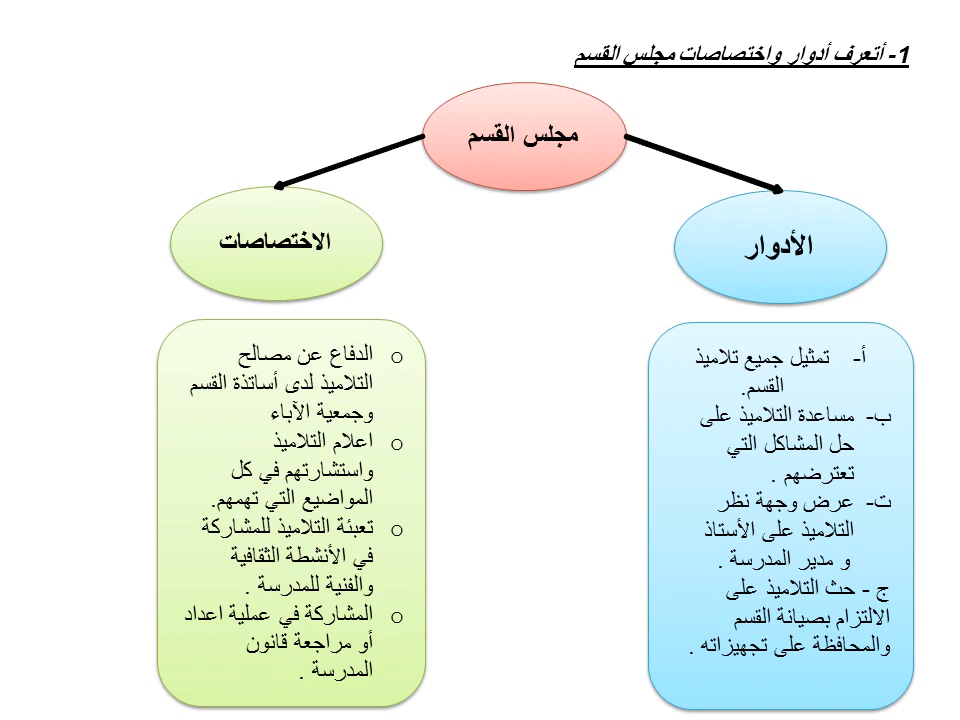 1- أتعرف أدوار واختصاصات مجلس القسم
مجلس القسم
الأدوار
أ- تمثيل جميع تلاميذ
القسم.
ب- مساعدة التلاميذ على
حل المشاكل التي
تعترضهم .
ت- عرض وجهة نظر
التلاميذ على الأستاذ
و مدير المدرسة .
ج - حث التلاميذ على
الالتزام بصيانة القسم
والمحافظة على تجهيزاته .
الاختصاصات
o الدفاع عن مصالح
التلاميذ لدى أساتذة القسم
وجمعية الآباء
o اعلام التلاميذ
واستشارتهم في كل
المواضيع التي تهمهم.
o تعبئة التلاميذ للمشاركة
في الأنشطة الثقافية
والفنية للمدرسة .
o المشاركة في عملية اعداد
أو مراجعة قانون
المدرسة .